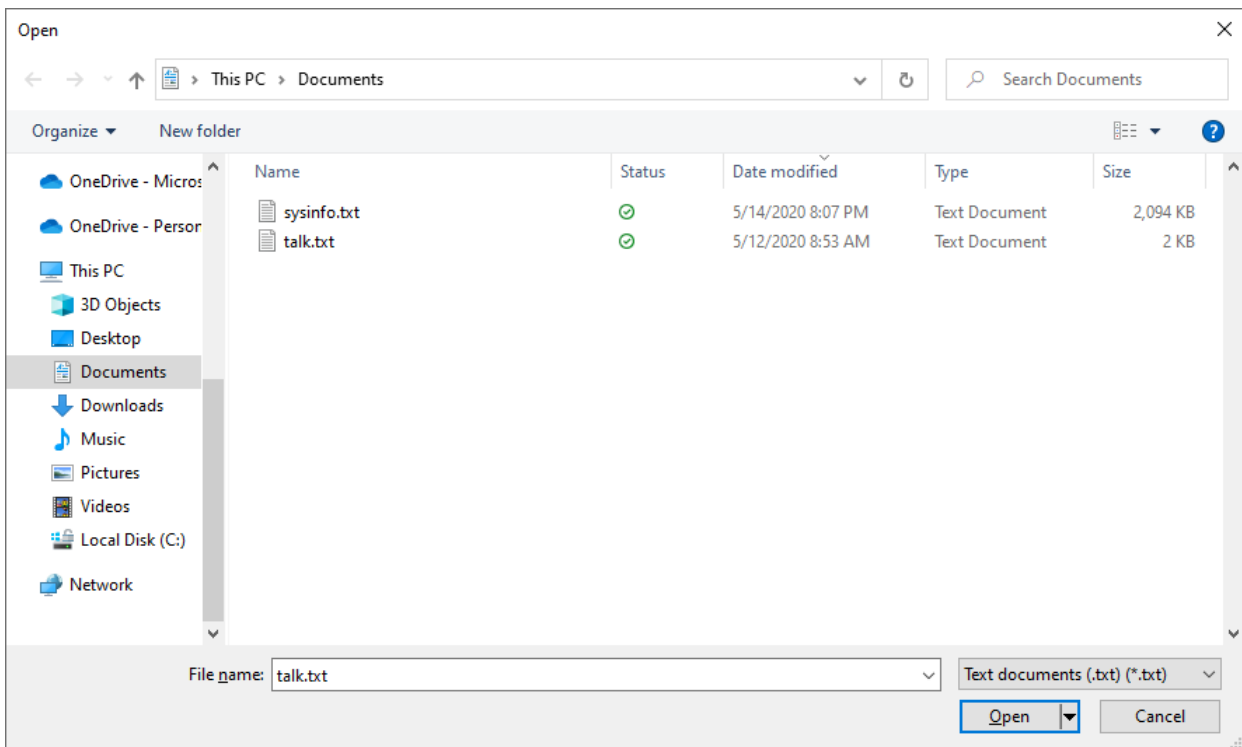 Open
This PC > Documents
Search Documents
Organize
New folder
Name Status Date modified Type Size
sysinfo.txt 5/14/2020 8:07 PM Text Document 2,094 KB
talk.txt 5/12/2020 8:53 AM Text Document 2 KB
OneDrive - Micros
OneDrive - Person
This PC
3D Objects
Desktop
Documents
Downloads
Music
Pictures
Videos
Local Disk (C:)
Network
File name: talk.txt
Text documents (.txt) (*.txt)
Open
Cancel